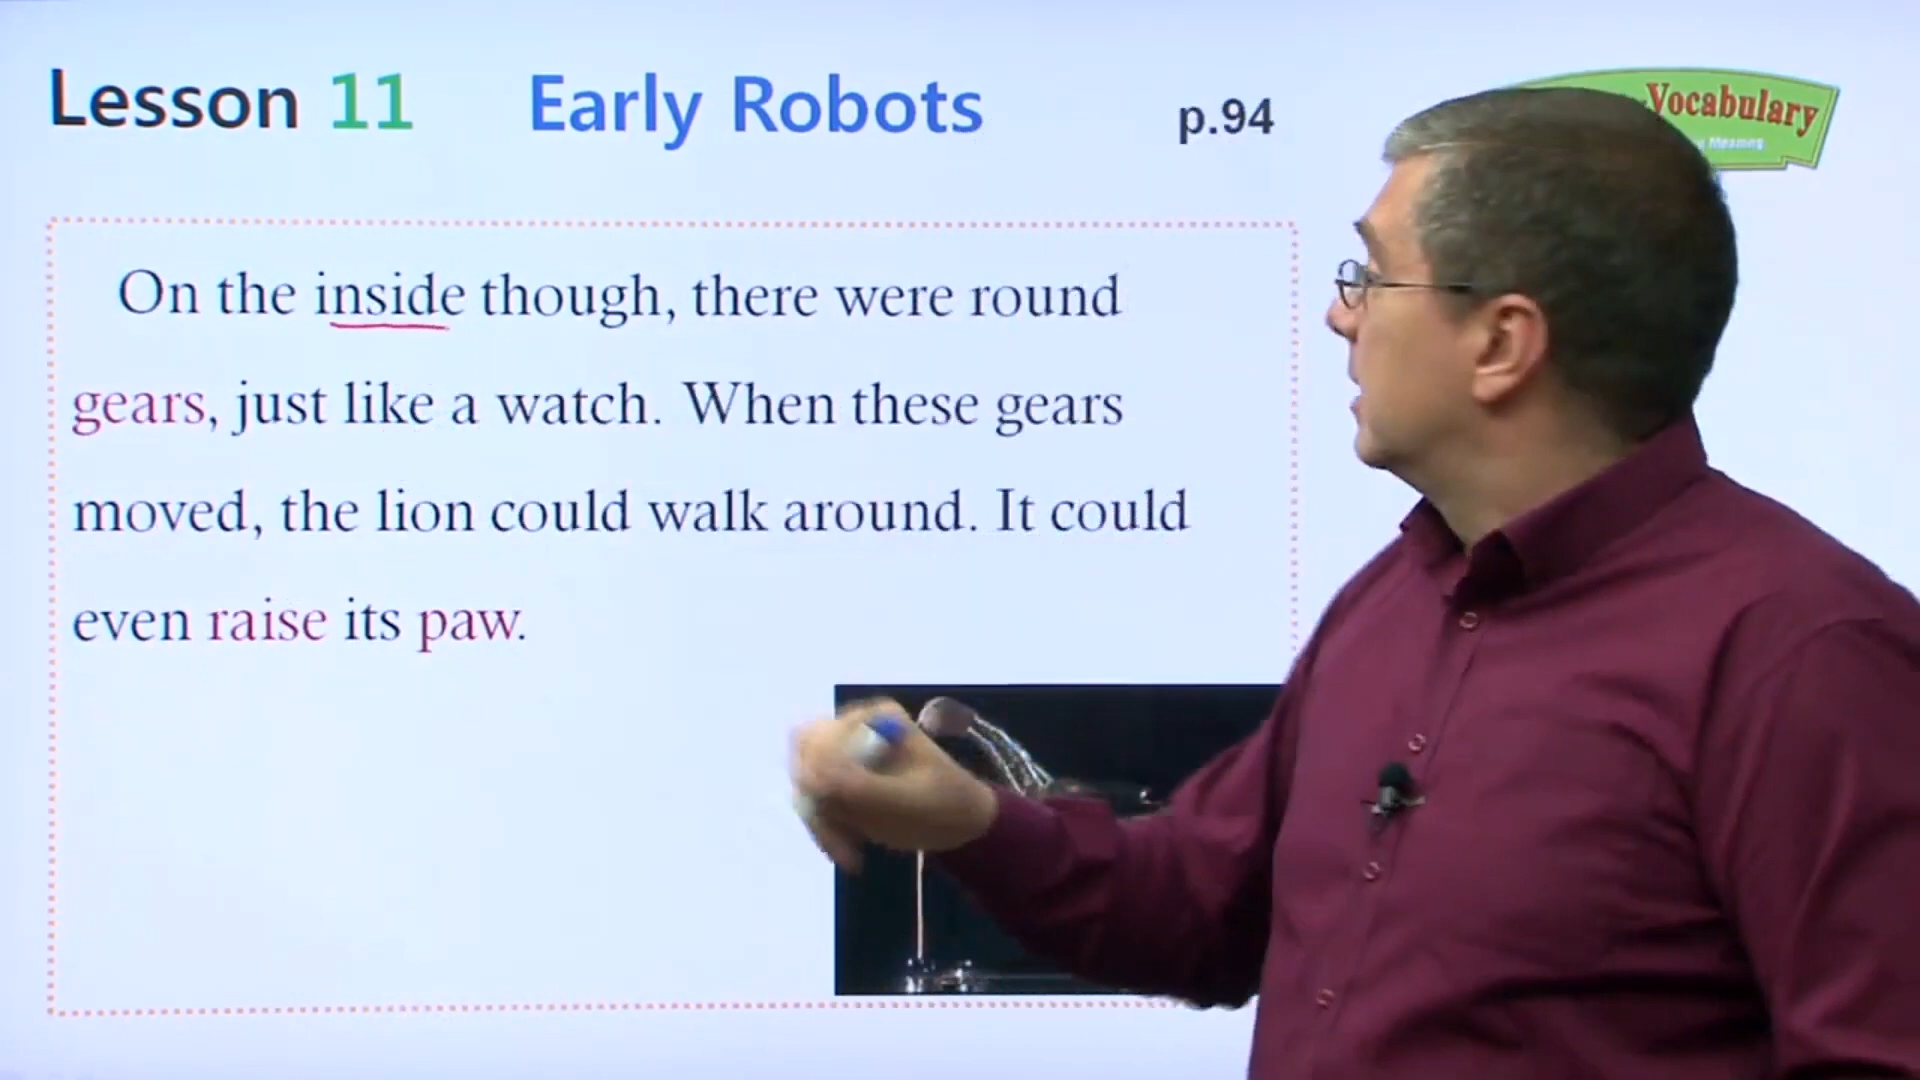 Lesson 11 Early Robots p.94
Vocabulary
Meaning
On the inside though, there were round
gears, just like a watch. When these gears
moved, the lion could walk around. It could
even raise its paw.